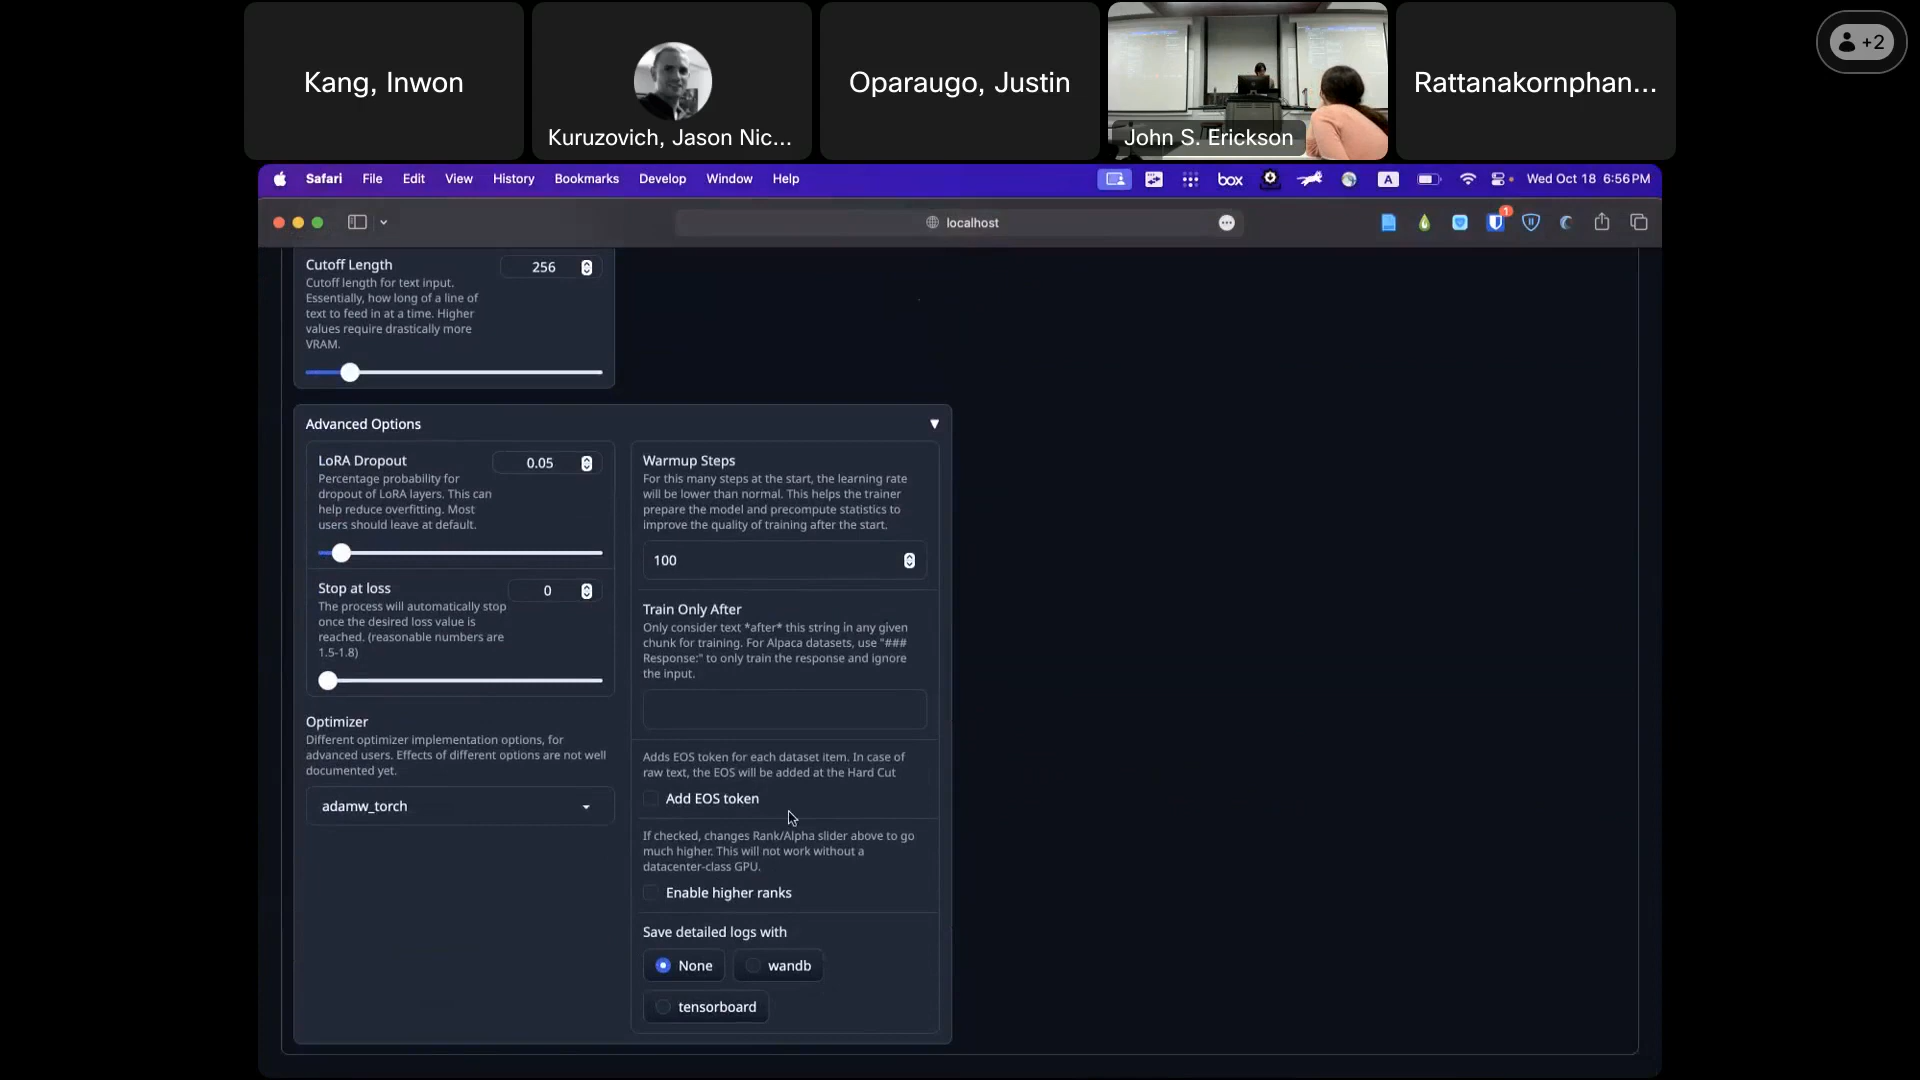 Kang, Inwon
Kuruzovich, Jason Nic...
Oparaugo, Justin
John S. Erickson
Rattanakornphan...
+2
Safari File Edit View History Bookmarks Develop Window Help
box
A
Wed Oct 18 6:56 PM
localhost
1
Cutoff Length
256
Cutoff length for text input.
Essentially, how long of a line of
text to feed in at a time. Higher
values require drastically more
VRAM.
Advanced Options
LoRA Dropout
0.05
Percentage probability for
dropout of LoRA layers. This can
help reduce overfitting. Most
users should leave at default.
Stop at loss
0
The process will automatically stop
once the desired loss value is
reached. (reasonable numbers are
1.5-1.8)
Optimizer
Different optimizer implementation options, for
advanced users. Effects of different options are not well
documented yet.
adamw_torch
Warmup Steps
For this many steps at the start, the learning rate
will be lower than normal. This helps the trainer
prepare the model and precompute statistics to
improve the quality of training after the start.
100
Train Only After
Only consider text *after* this string in any given
chunk for training. For Alpaca datasets, use "###
Response:" to only train the response and ignore
the input.
Adds EOS token for each dataset item. In case of
raw text, the EOS will be added at the Hard Cut
Add EOS token
If checked, changes Rank/Alpha slider above to go
much higher. This will not work without a
datacenter-class GPU.
Enable higher ranks
Save detailed logs with
None
wandb
tensorboard